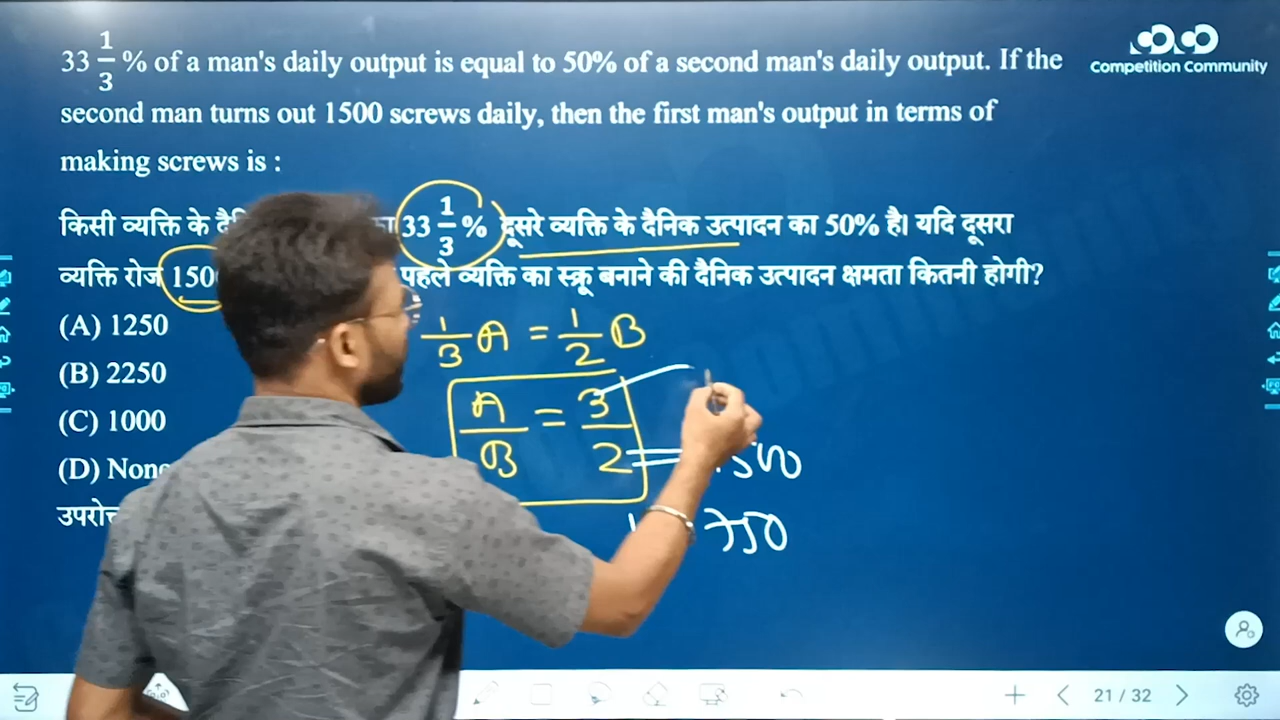 33 1/3 % of a man's daily output is equal to 50% of a second man's daily output. If the
second man turns out 1500 screws daily, then the first man's output in terms of
making screws is :
किसी व्यक्ति के 33 1/3 % दूसरे व्यक्ति के दैनिक उत्पादन का 50% है। यदि दूसरा
व्यक्ति रोज 150 पहले व्यक्ति का स्क्रू बनाने की दैनिक उत्पादन क्षमता कितनी होगी?
(A) 1250
(B) 2250
(C) 1000
(D)
1/3 A = 1/2 B
A/B = 3/2
750
Competition Community
21 / 32